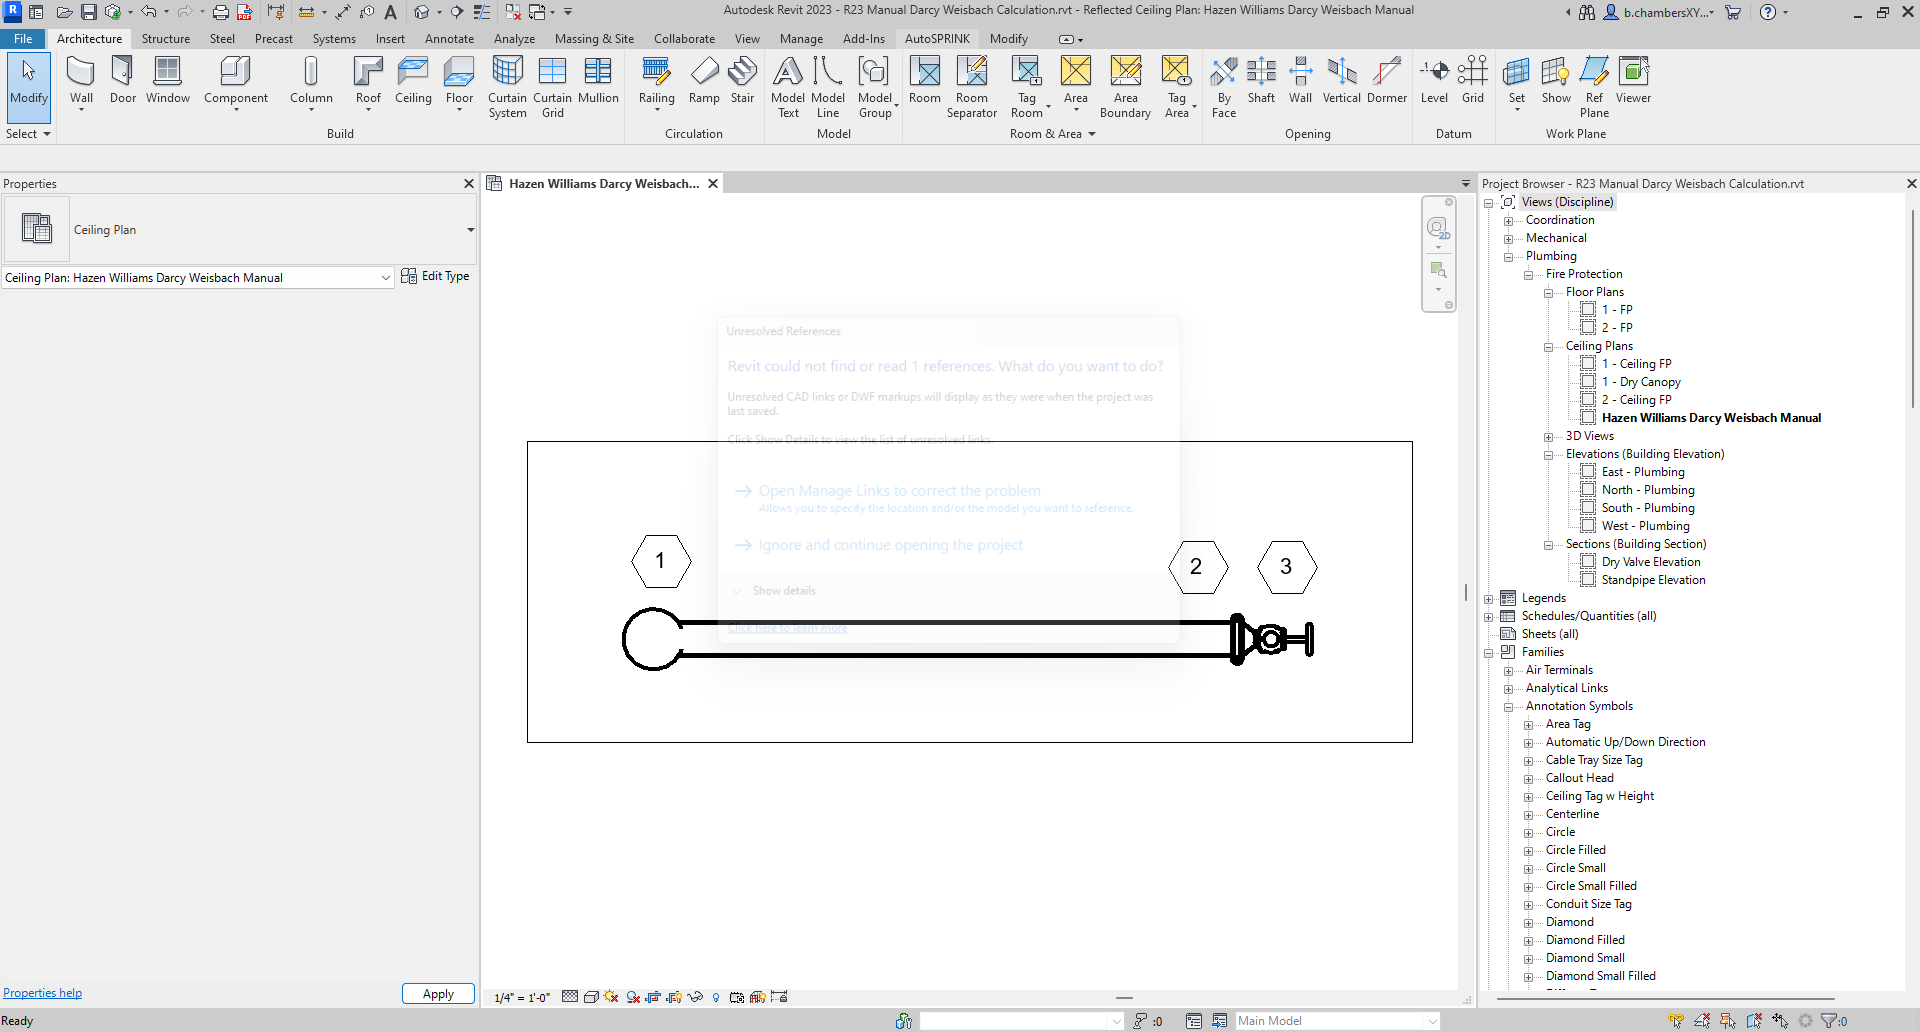 Autodesk Revit 2023 - R23 Manual Darcy Weisbach Calculation.rvt - Reflected Ceiling Plan: Hazen Williams Darcy Weisbach Manual
b.chambersXY...
File Architecture Structure Steel Precast Systems Insert Annotate Analyze Massing & Site Collaborate View Manage Add-Ins AutoSPRINK Modify
Modify Wall Door Window Component Column Roof Ceiling Floor Curtain System Curtain Grid Mullion Railing Ramp Stair Model Text Model Line Model Group Room Room Separator Tag Room Area Area Boundary Tag Area By Face Shaft Wall Vertical Dormer Level Grid Set Show Ref Plane Viewer
Select Build Circulation Model Room & Area Opening Datum Work Plane
Properties
Ceiling Plan
Ceiling Plan: Hazen Williams Darcy Weisbach Manual
Edit Type
Properties help
Apply
Hazen Williams Darcy Weisbach...
2D
Unresolved References
Revit could not find or read 1 references. What do you want to do?
Unresolved CAD links or DWF markups will display as they were when the project was
last saved.
Click Show Details to view the list of unresolved links.
Open Manage Links to correct the problem
Allows you to specify the location and/or the model you want to reference.
Ignore and continue opening the project
Show details
Click here to learn more
1
2
3
1/4" = 1'-0"
Project Browser - R23 Manual Darcy Weisbach Calculation.rvt
Views (Discipline)
Coordination
Mechanical
Plumbing
Fire Protection
Floor Plans
1 - FP
2 - FP
Ceiling Plans
1 - Ceiling FP
1 - Dry Canopy
2 - Ceiling FP
Hazen Williams Darcy Weisbach Manual
3D Views
Elevations (Building Elevation)
East - Plumbing
North - Plumbing
South - Plumbing
West - Plumbing
Sections (Building Section)
Dry Valve Elevation
Standpipe Elevation
Legends
Schedules/Quantities (all)
Sheets (all)
Families
Air Terminals
Analytical Links
Annotation Symbols
Area Tag
Automatic Up/Down Direction
Cable Tray Size Tag
Callout Head
Ceiling Tag w Height
Centerline
Circle
Circle Filled
Circle Small
Circle Small Filled
Conduit Size Tag
Diamond
Diamond Filled
Diamond Small
Diamond Small Filled
Ready
:0
Main Model
:0